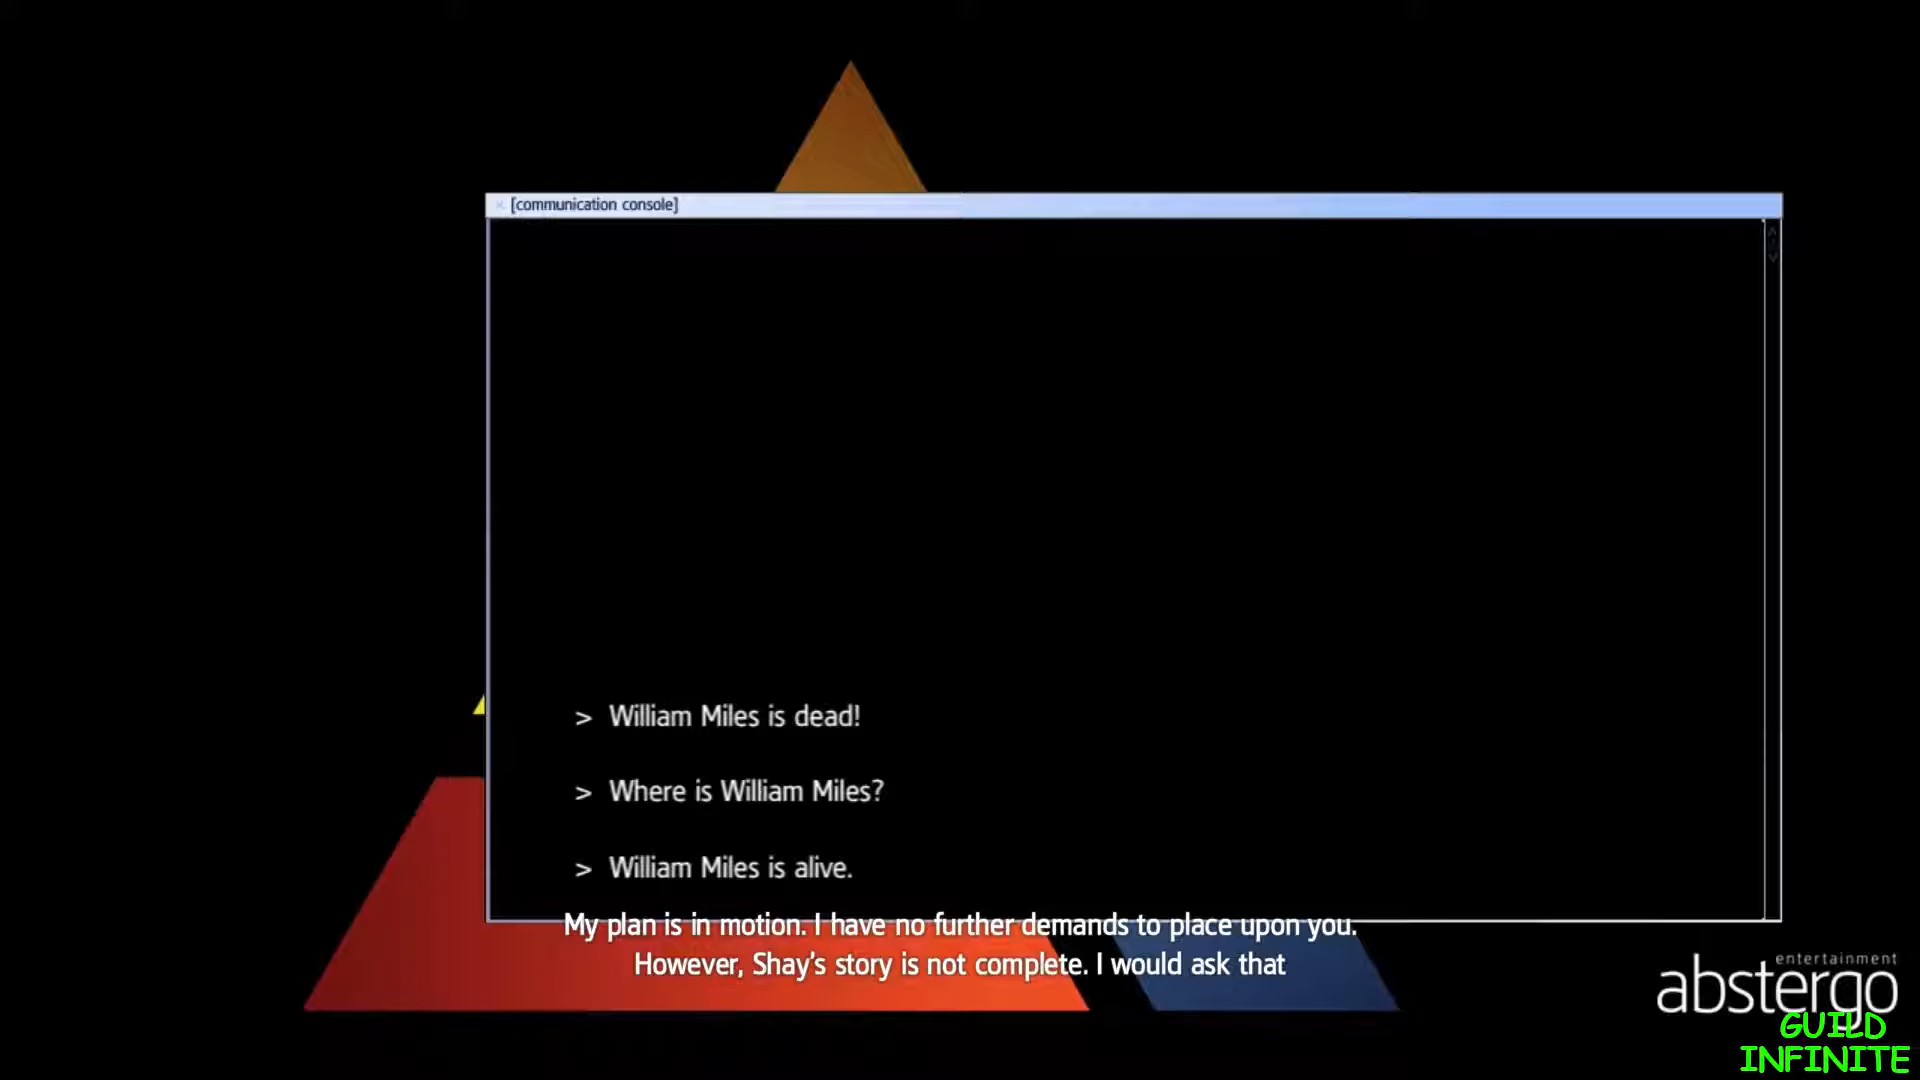 × [communication console]
> William Miles is dead!
> Where is William Miles?
> William Miles is alive.
My plan is in motion. I have no further demands to place upon you.
However, Shay's story is not complete. I would ask that
entertainment
abstergo
GUILD
INFINITE